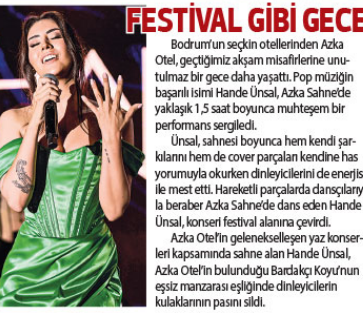 FESTİVAL GİBİ GECE
Bodrum'un seçkin otellerinden Azka
Otel, geçtiğimiz akşam misafirlerine unu-
tulmaz bir gece daha yaşattı. Pop müziğin
başarılı isimi Hande Ünsal, Azka Sahne'de
yaklaşık 1,5 saat boyunca muhteşem bir
performans sergiledi.
Ünsal, sahnesi boyunca hem kendi şar-
kılarını hem de cover parçaları kendine has
yorumuyla okurken dinleyicilerini de enerjis
ile mest etti. Hareketli parçalarda dansçılarıy
la beraber Azka Sahne'de dans eden Hande
Ünsal, konseri festival alanına çevirdi.
Azka Otel'in gelenekselleşen yaz konser-
leri kapsamında sahne alan Hande Ünsal,
Azka Otel'in bulunduğu Bardakçı Koyu'nun
eşsiz manzarası eşliğinde dinleyicilerin
kulaklarının pasını sildi.